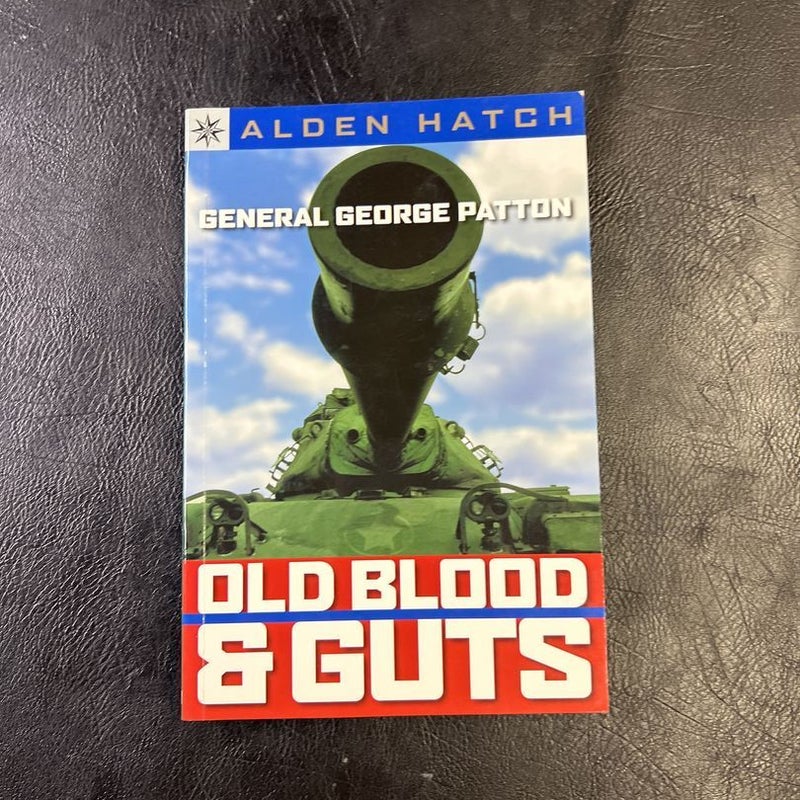 ALDEN HATCH
GENERAL GEORGE PATTON
OLD BLOOD
& GUTS